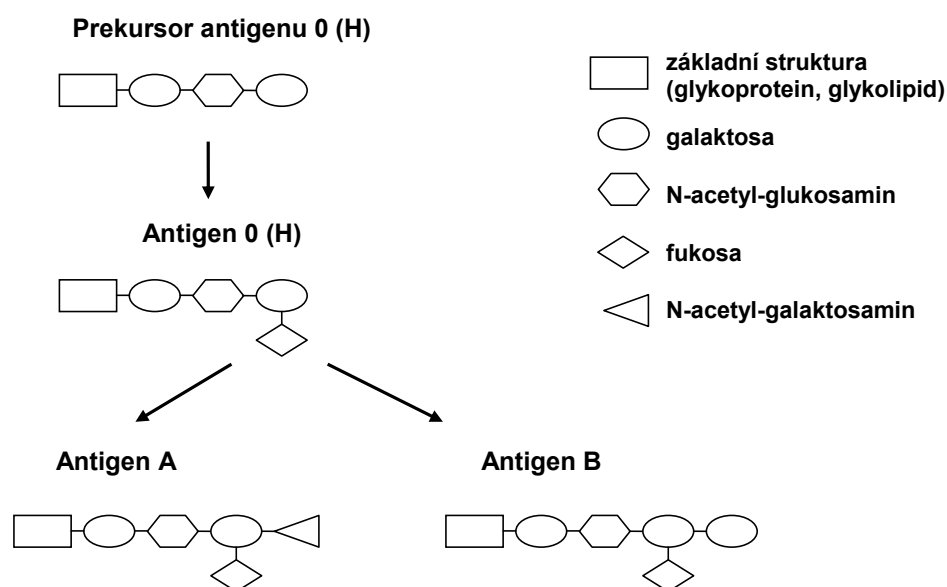 Prekursor antigenu 0 (H)
základní struktura
(glykoprotein, glykolipid)
galaktosa
N-acetyl-glukosamin
Antigen 0 (H)
fukosa
N-acetyl-galaktosamin
Antigen A
Antigen B